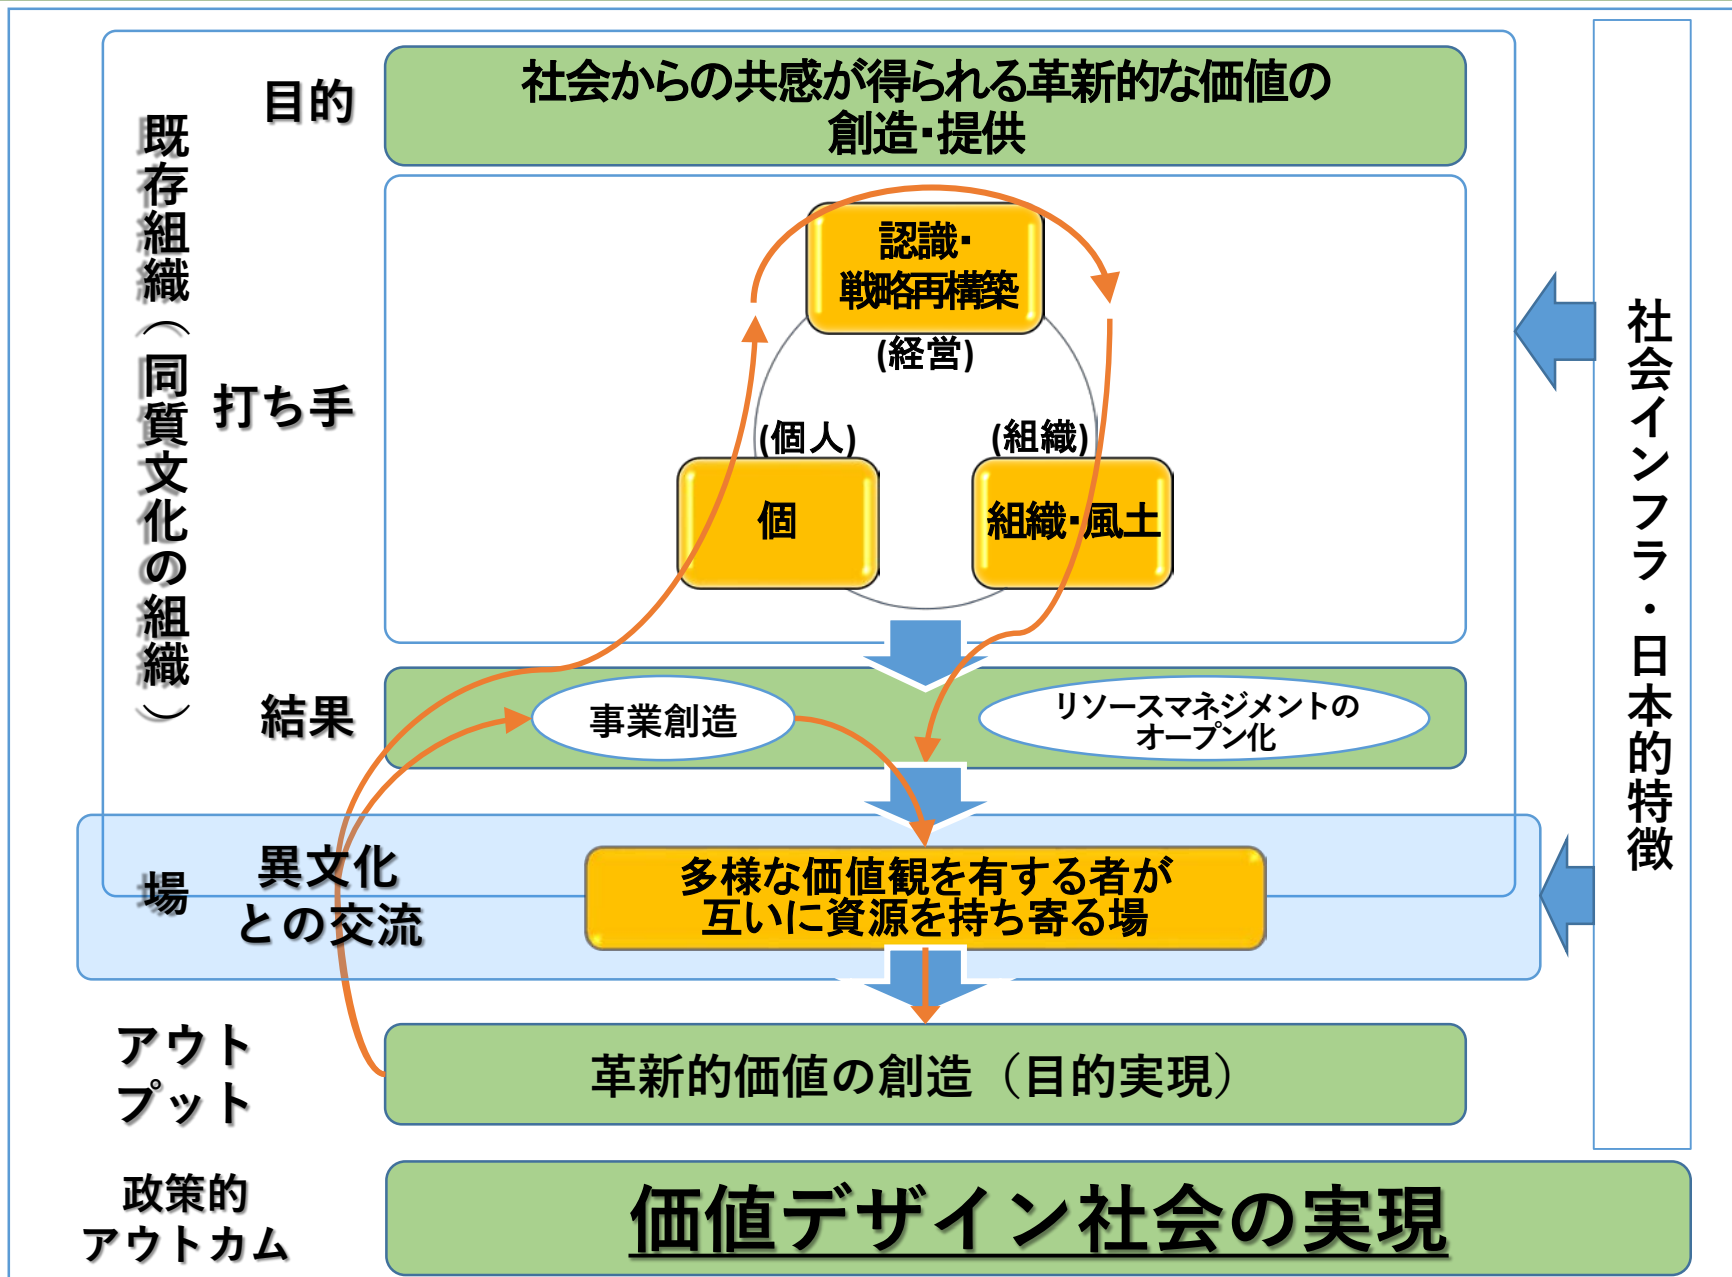 目的
社会からの共感が得られる革新的な価値の
創造・提供
既存組織（同質文化の組織）
打ち手
認識・
戦略再構築
(経営)
(個人)
(組織)
個
組織・風土
結果
事業創造
リソースマネジメントの
オープン化
場
異文化
との交流
多様な価値観を有する者が
互いに資源を持ち寄る場
アウト
プット
革新的価値の創造（目的実現）
政策的
アウトカム
価値デザイン社会の実現
社会インフラ・日本的特徴